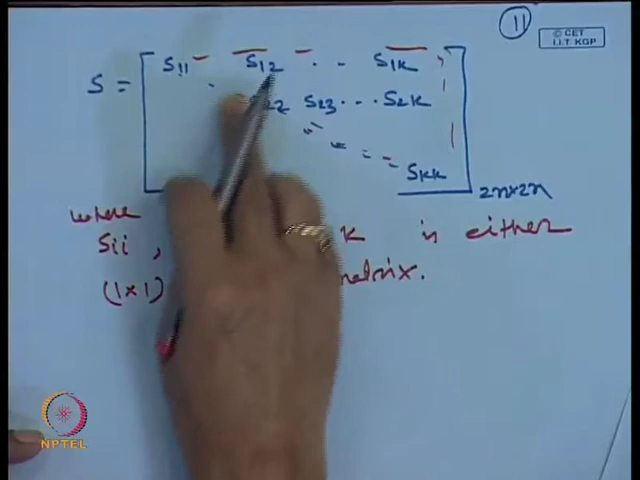 11
© CET
I.I.T. KGP
S11 S12 . - S1k
S =
S23 . . . S2k
Skk
2n×2n
where
Sii , k is either
(1×1) matrix.
NPTEL